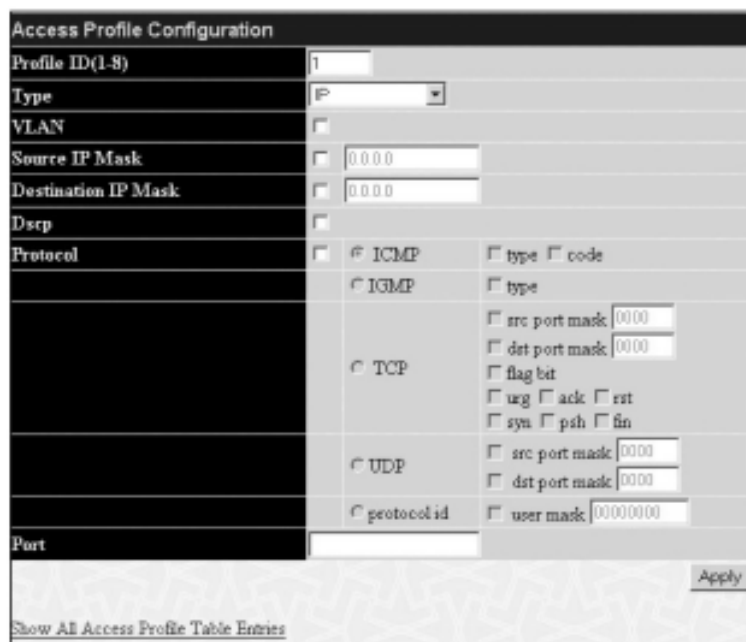 Access Profile Configuration
Profile ID(1-8) 1
Type IP
VLAN
Source IP Mask 0.0.0.0
Destination IP Mask 0.0.0.0
Dscp
Protocol ICMP type code
IGMP type
src port mask 0000
dst port mask 0000
TCP flag bit
urg ack rst
syn psh fin
UDP src port mask 0000
dst port mask 0000
protocol id user mask 00000000
Port
Apply
Show All Access Profile Table Entries